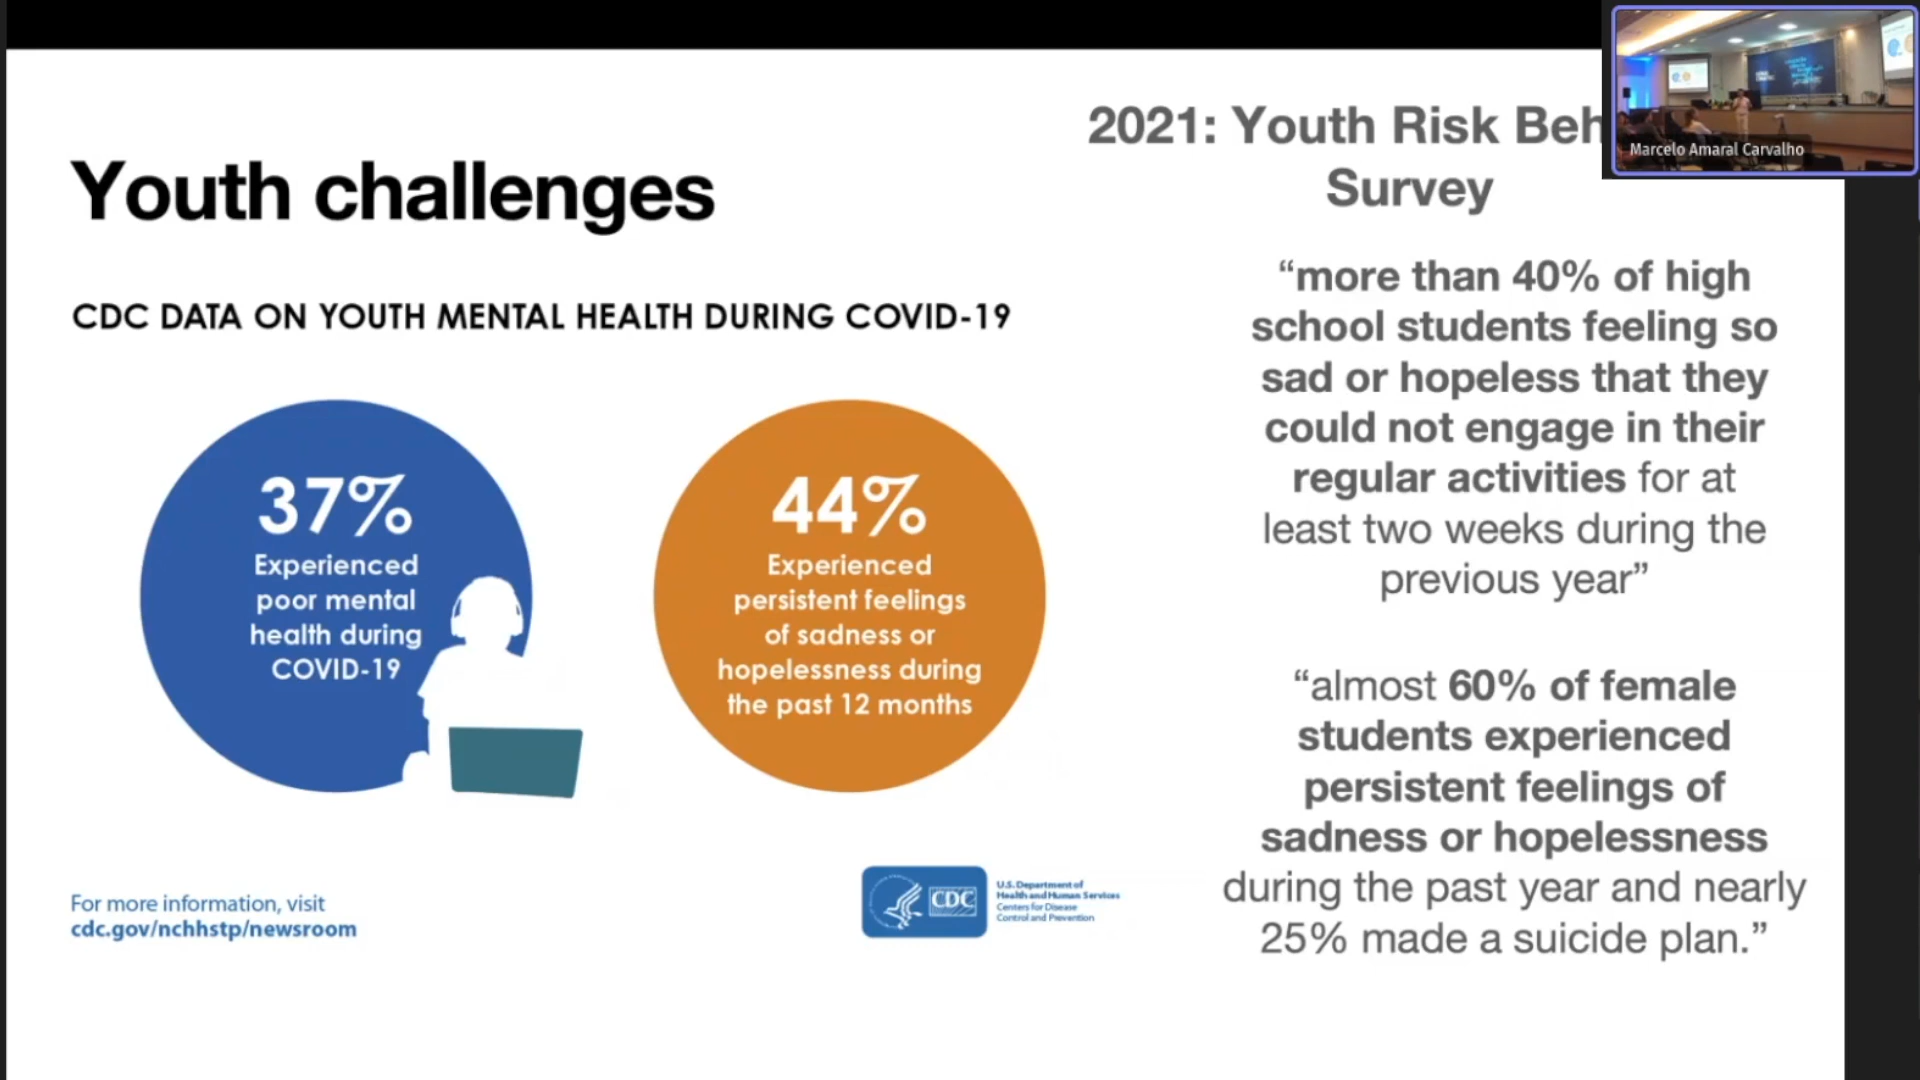 Youth challenges
CDC DATA ON YOUTH MENTAL HEALTH DURING COVID-19
37%
Experienced
poor mental
health during
COVID-19
44%
Experienced
persistent feelings
of sadness or
hopelessness during
the past 12 months
For more information, visit
cdc.gov/nchhstp/newsroom
CDC
U.S. Department of
Health and Human Services
Centers for Disease
Control and Prevention
2021: Youth Risk Beh
Survey
“more than 40% of high
school students feeling so
sad or hopeless that they
could not engage in their
regular activities for at
least two weeks during the
previous year”
“almost 60% of female
students experienced
persistent feelings of
sadness or hopelessness
during the past year and nearly
25% made a suicide plan.”
Marcelo Amaral Carvalho